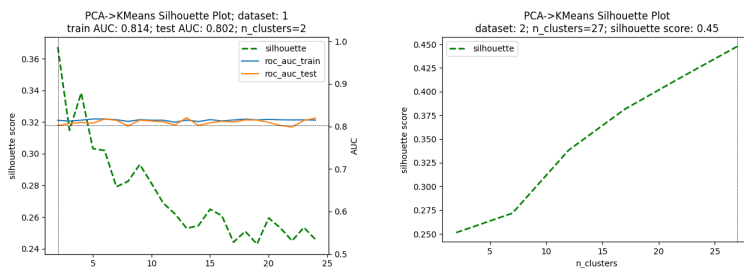 PCA->KMeans Silhouette Plot; dataset: 1
train AUC: 0.814; test AUC: 0.802; n_clusters=2
silhouette
roc_auc_train
roc_auc_test
silhouette score
0.36
0.34
0.32
0.30
0.28
0.26
0.24
1.0
0.9
0.8
0.7
0.6
0.5
AUC
5
10
15
20
25
PCA->KMeans Silhouette Plot
dataset: 2; n_clusters=27; silhouette score: 0.45
silhouette
silhouette score
0.450
0.425
0.400
0.375
0.350
0.325
0.300
0.275
0.250
5
10
15
20
25
n_clusters